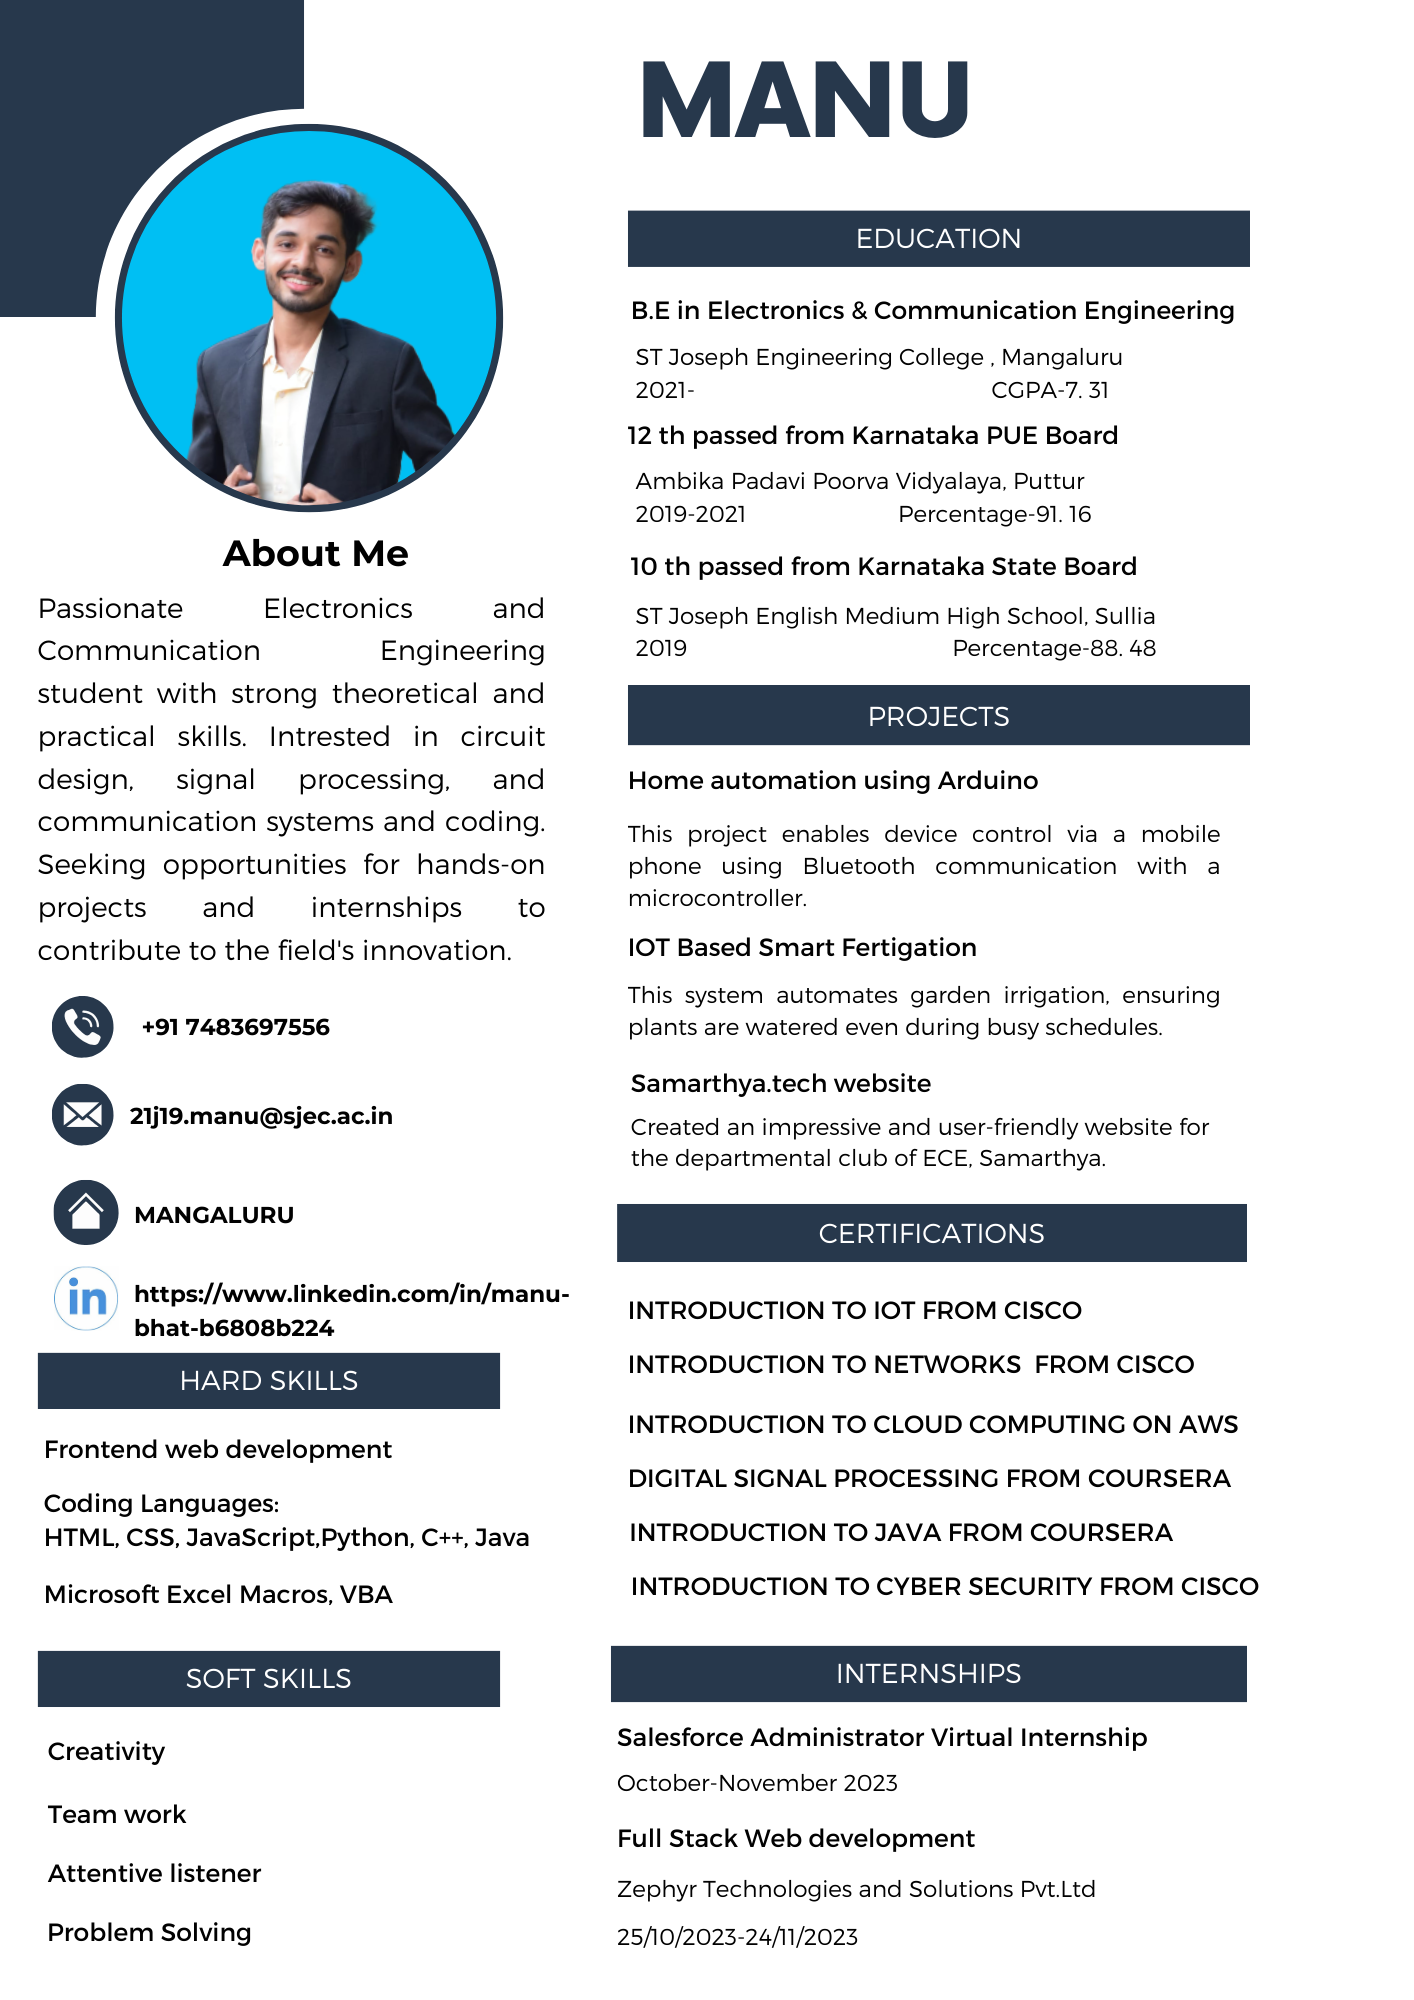 MANU
About Me
Passionate Electronics and
Communication Engineering
student with strong theoretical and
practical skills. Intrested in circuit
design, signal processing, and
communication systems and coding.
Seeking opportunities for hands-on
projects and internships to
contribute to the field's innovation.
+91 7483697556
21j19.manu@sjec.ac.in
MANGALURU
in
https://www.linkedin.com/in/manu-
bhat-b6808b224
HARD SKILLS
Frontend web development
Coding Languages:
HTML, CSS, JavaScript,Python, C++, Java
Microsoft Excel Macros, VBA
SOFT SKILLS
Creativity
Team work
Attentive listener
Problem Solving
EDUCATION
B.E in Electronics & Communication Engineering
ST Joseph Engineering College , Mangaluru
2021- CGPA-7. 31
12 th passed from Karnataka PUE Board
Ambika Padavi Poorva Vidyalaya, Puttur
2019-2021 Percentage-91. 16
10 th passed from Karnataka State Board
ST Joseph English Medium High School, Sullia
2019 Percentage-88. 48
PROJECTS
Home automation using Arduino
This project enables device control via a mobile
phone using Bluetooth communication with a
microcontroller.
IOT Based Smart Fertigation
This system automates garden irrigation, ensuring
plants are watered even during busy schedules.
Samarthya.tech website
Created an impressive and user-friendly website for
the departmental club of ECE, Samarthya.
CERTIFICATIONS
INTRODUCTION TO IOT FROM CISCO
INTRODUCTION TO NETWORKS FROM CISCO
INTRODUCTION TO CLOUD COMPUTING ON AWS
DIGITAL SIGNAL PROCESSING FROM COURSERA
INTRODUCTION TO JAVA FROM COURSERA
INTRODUCTION TO CYBER SECURITY FROM CISCO
INTERNSHIPS
Salesforce Administrator Virtual Internship
October-November 2023
Full Stack Web development
Zephyr Technologies and Solutions Pvt.Ltd
25/10/2023-24/11/2023